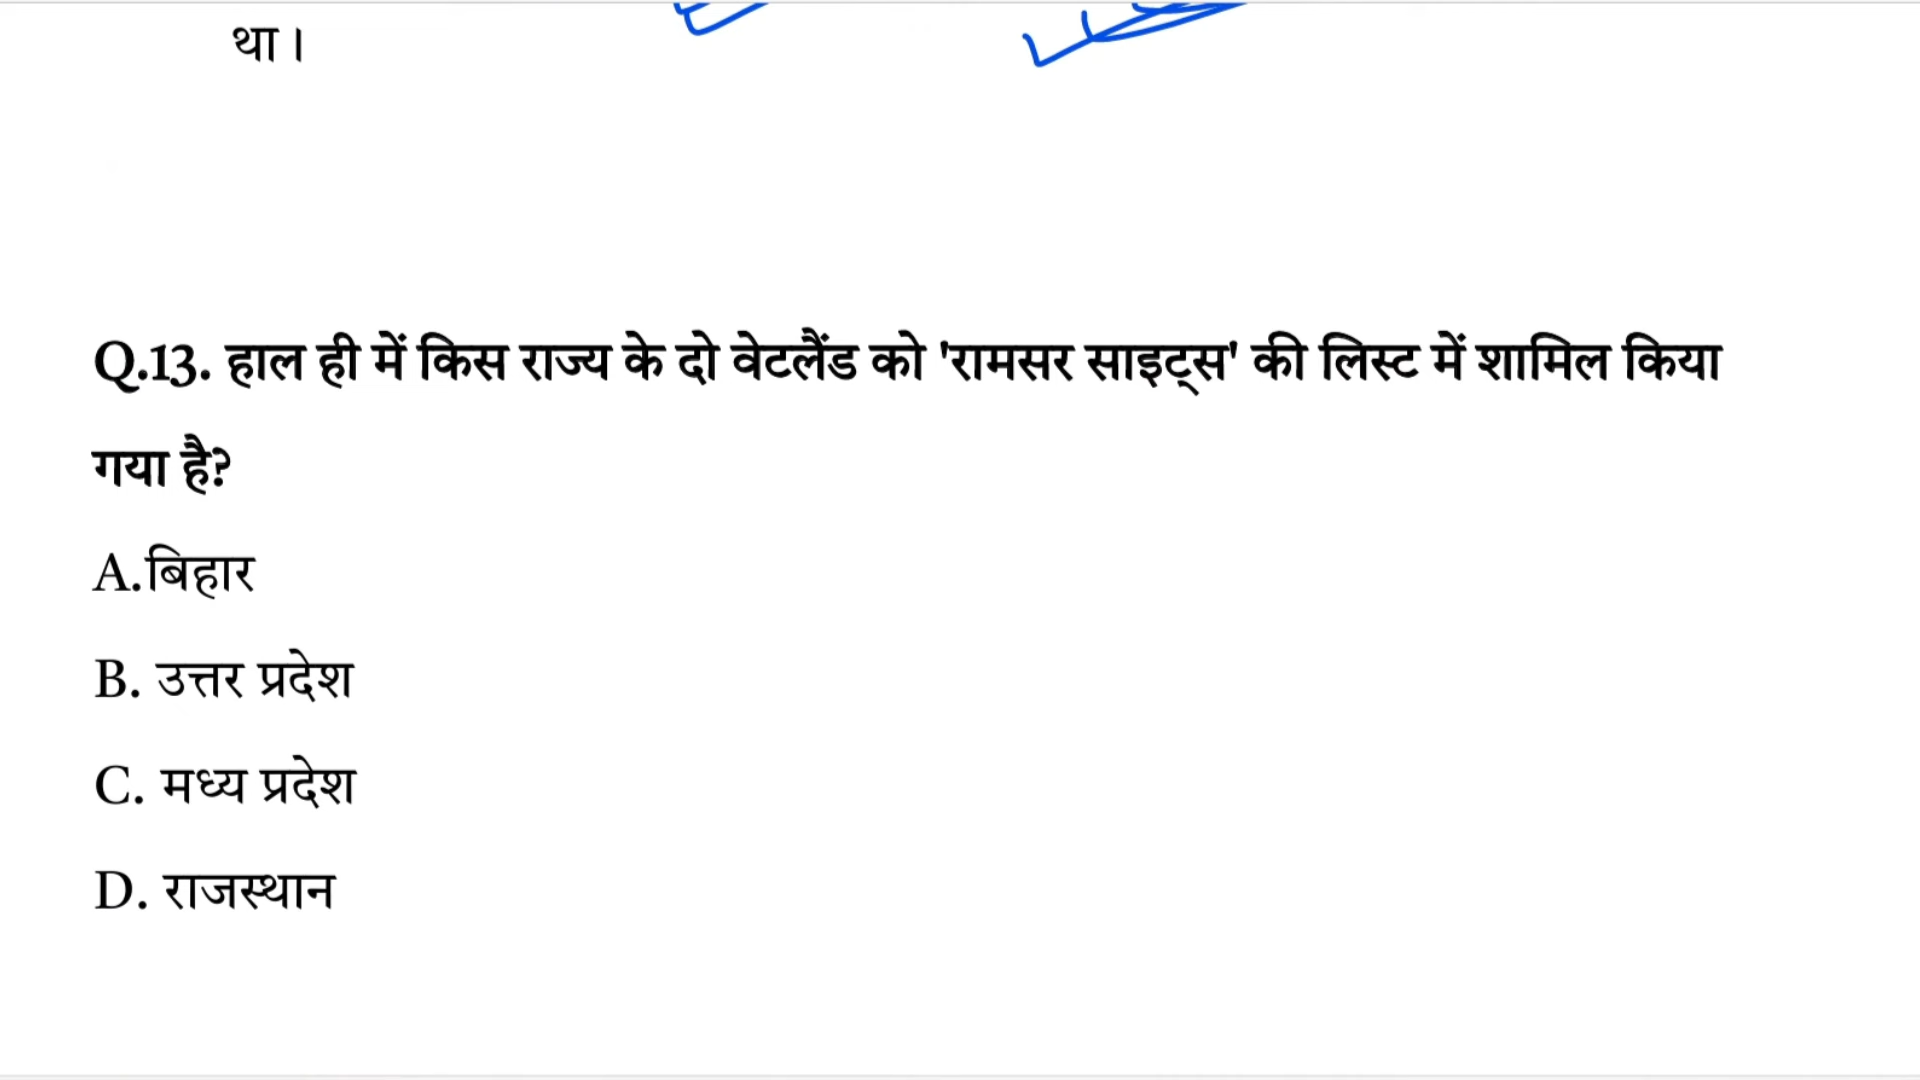 था ।
Q.13. हाल ही में किस राज्य के दो वेटलैंड को 'रामसर साइट्स' की लिस्ट में शामिल किया
गया है?
A.बिहार
B. उत्तर प्रदेश
C. मध्य प्रदेश
D. राजस्थान